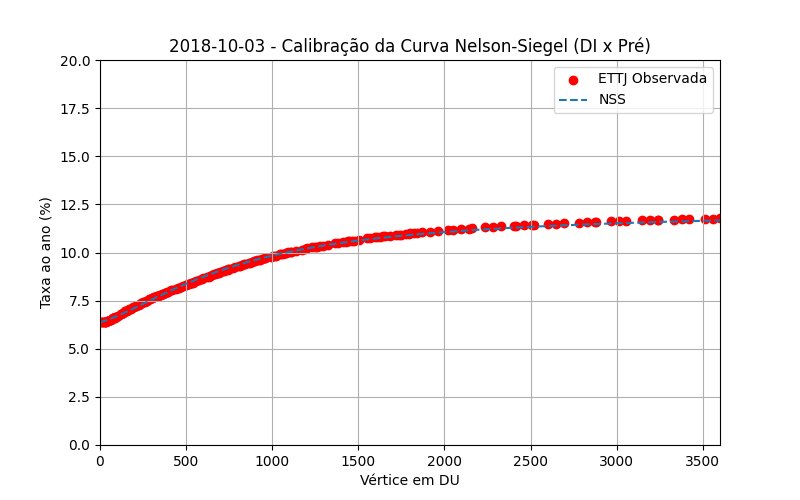 2018-10-03 - Calibração da Curva Nelson-Siegel (DI x Pré)
ETTJ Observada
NSS
Taxa ao ano (%)
20.0
17.5
15.0
12.5
10.0
7.5
5.0
2.5
0.0
0 500 1000 1500 2000 2500 3000 3500
Vértice em DU